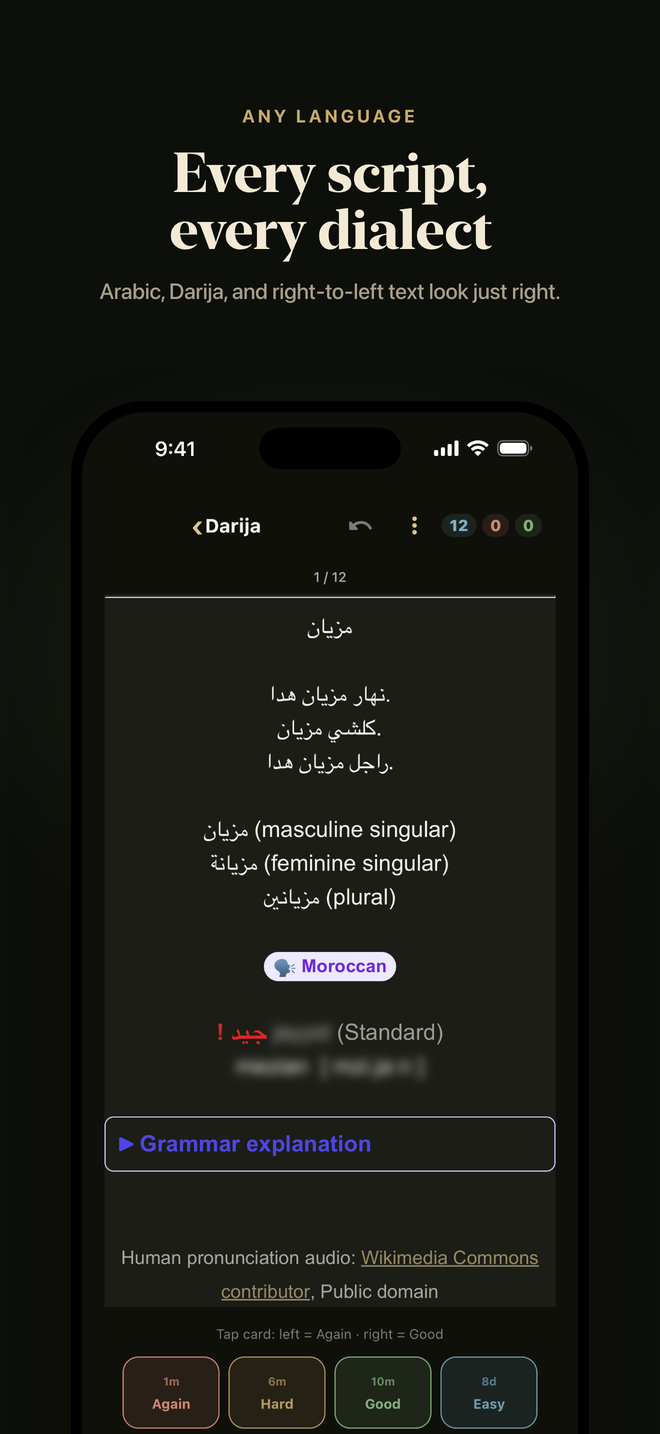 ANY LANGUAGE
Every script,
every dialect
Arabic, Darija, and right-to-left text look just right.
9:41
‹ Darija
12 0 0
1 / 12
مزيان
نهار مزيان هدا.
كلشي مزيان.
راجل مزيان هدا.
مزيان (masculine singular)
مزيانة (feminine singular)
مزيانين (plural)
🗣️ Moroccan
! جيد (Standard)
▶ Grammar explanation
Human pronunciation audio: Wikimedia Commons
contributor, Public domain
Tap card: left = Again · right = Good
1m 6m 10m 8d
Again Hard Good Easy